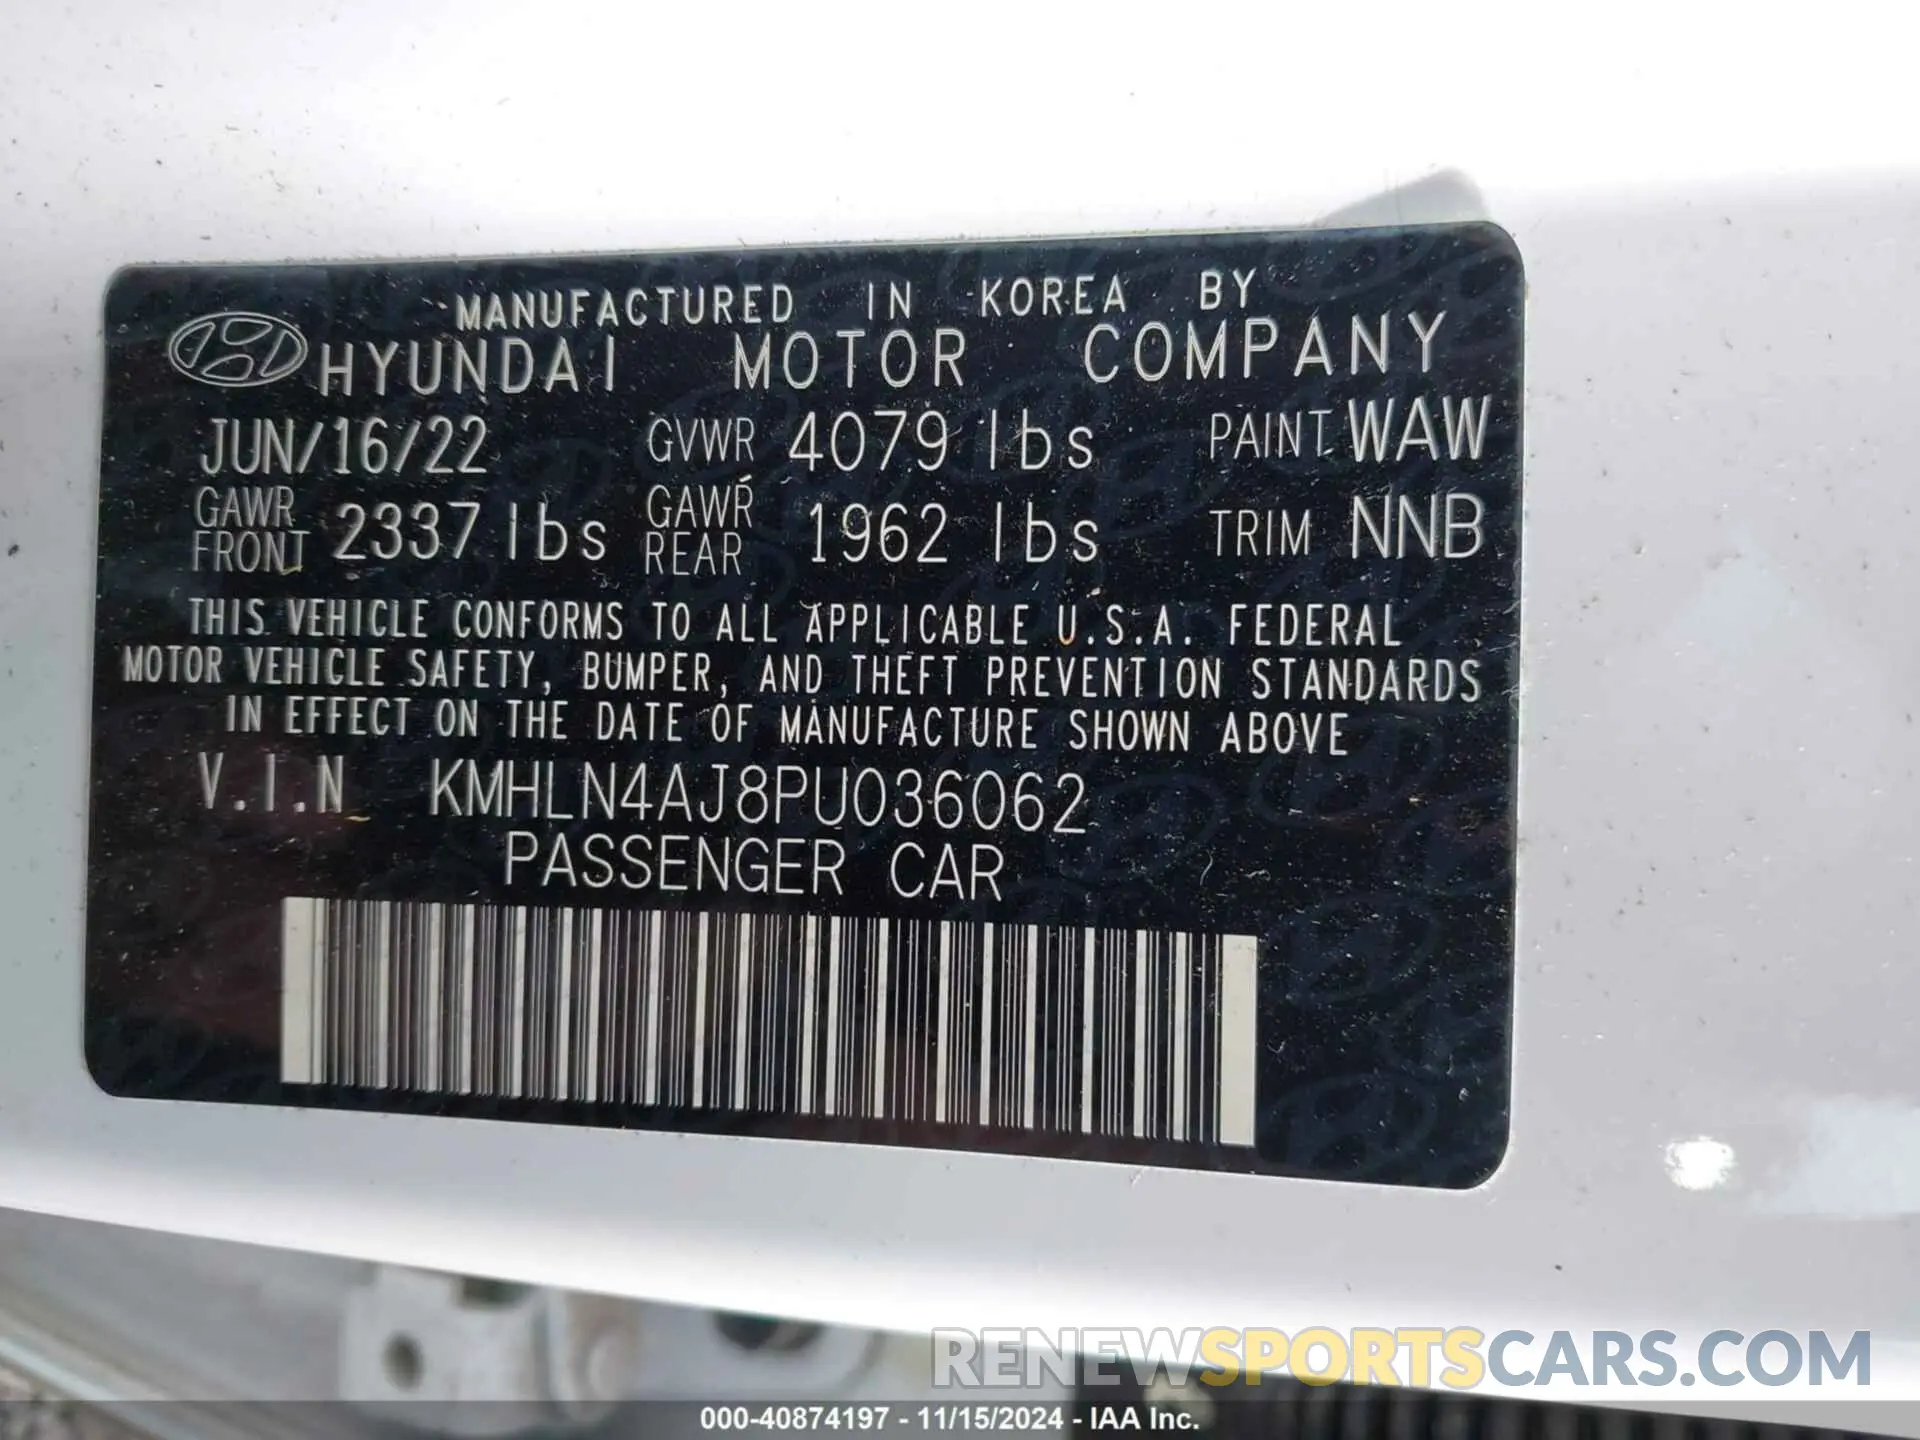 MANUFACTURED IN KOREA BY
HYUNDAI MOTOR COMPANY
JUN/16/22 GVWR 4079 lbs PAINT WAW
GAWR FRONT 2337 lbs GAWR REAR 1962 lbs TRIM NNB
THIS VEHICLE CONFORMS TO ALL APPLICABLE U.S.A. FEDERAL
MOTOR VEHICLE SAFETY, BUMPER, AND THEFT PREVENTION STANDARDS
IN EFFECT ON THE DATE OF MANUFACTURE SHOWN ABOVE
V.I.N KMHLN4AJ8PU036062
PASSENGER CAR
RENEWSPORTSCARS.COM
000-40874197 - 11/15/2024 - IAA Inc.